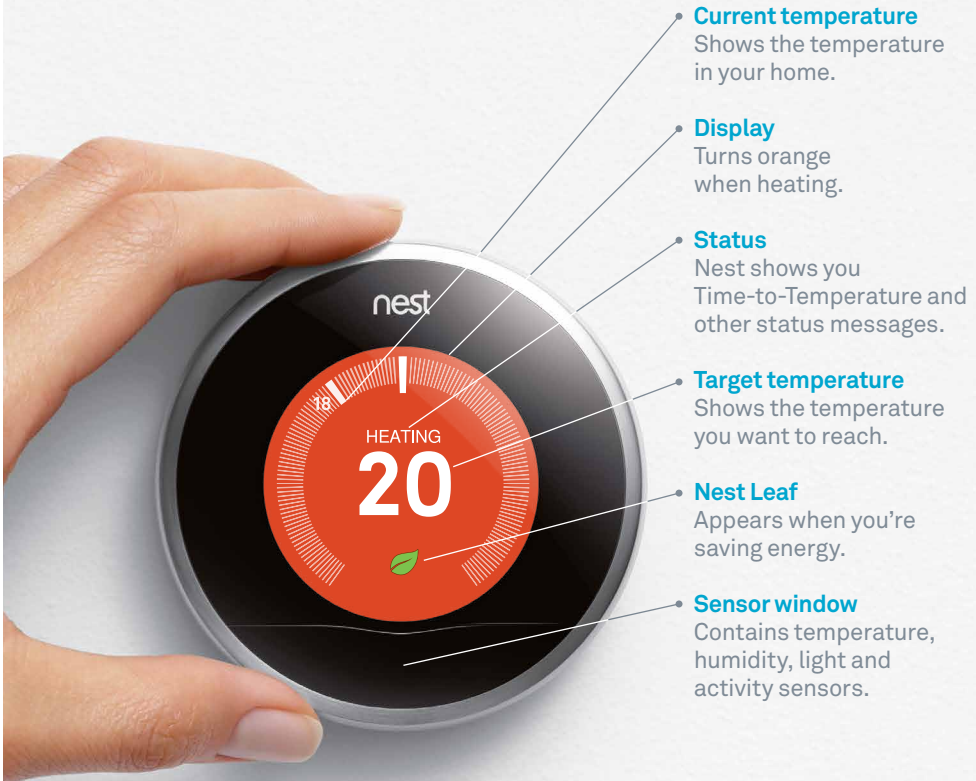 Current temperature
Shows the temperature
in your home.
Display
Turns orange
when heating.
Status
Nest shows you
Time-to-Temperature and
other status messages.
Target temperature
Shows the temperature
you want to reach.
Nest Leaf
Appears when you’re
saving energy.
Sensor window
Contains temperature,
humidity, light and
activity sensors.
nest
18
HEATING
20